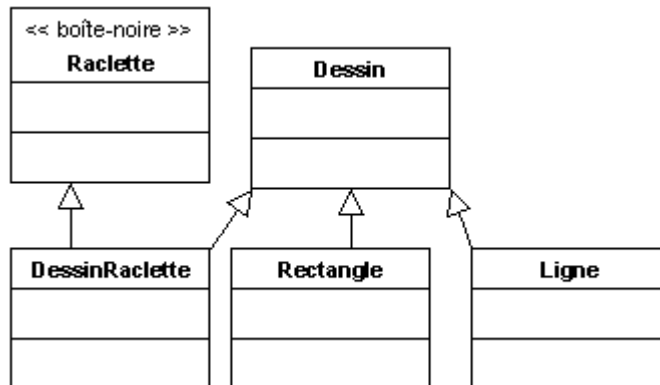 << boîte-noire >>
Raclette
Dessin
DessinRaclette
Rectangle
Ligne